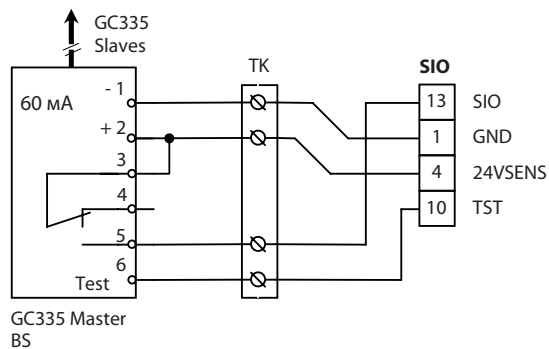 GC335
Slaves
TK
SIO
60 мА
- 1
+ 2
3
4
5
6
Test
13 SIO
1 GND
4 24VSENS
10 TST
GC335 Master
BS